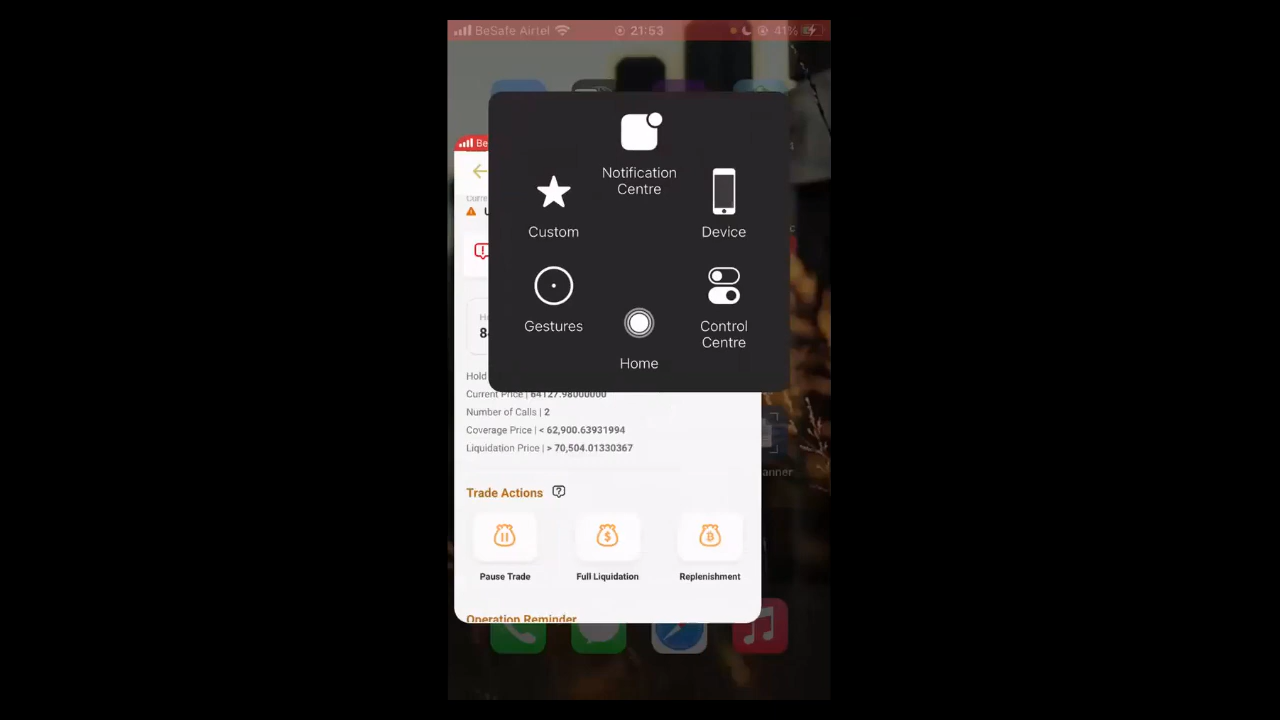 BeSafe Airtel
21:53
41%
Notification
Centre
Custom
Device
Gestures
Control
Centre
Home
Be
Hold
Current Price | 64127.98000000
Number of Calls | 2
Coverage Price | < 62,900.63931994
Liquidation Price | > 70,504.01330367
Trade Actions
Pause Trade
Full Liquidation
Replenishment
Operation Reminder